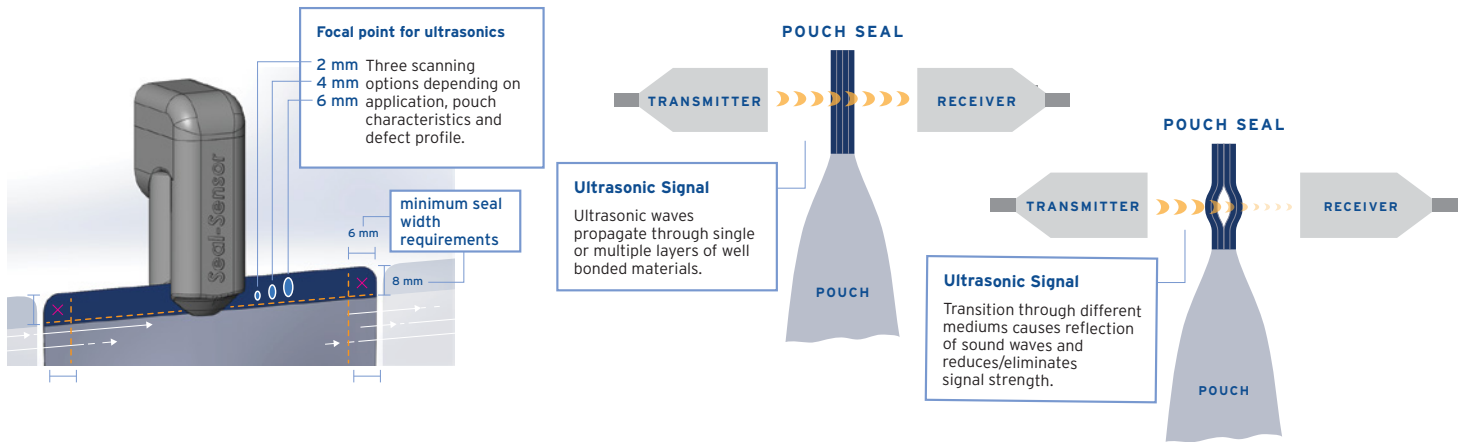 Focal point for ultrasonics
2 mm Three scanning
4 mm options depending on
6 mm application, pouch
characteristics and
defect profile.
Seal-Sensor
minimum seal
width
requirements
6 mm
8 mm
POUCH SEAL
TRANSMITTER
RECEIVER
Ultrasonic Signal
Ultrasonic waves
propagate through single
or multiple layers of well
bonded materials.
POUCH
POUCH SEAL
TRANSMITTER
RECEIVER
Ultrasonic Signal
Transition through different
mediums causes reflection
of sound waves and
reduces/eliminates
signal strength.
POUCH